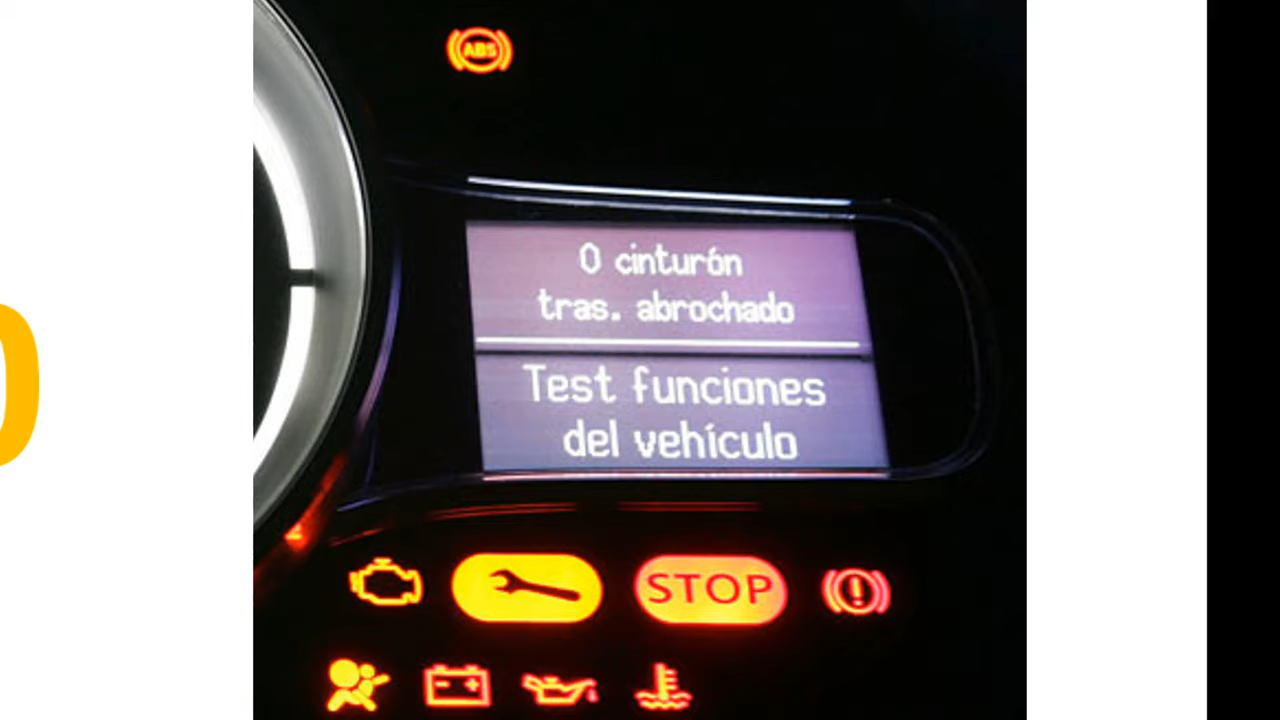 ABS
0 cinturón
tras. abrochado
Test funciones
del vehículo
STOP